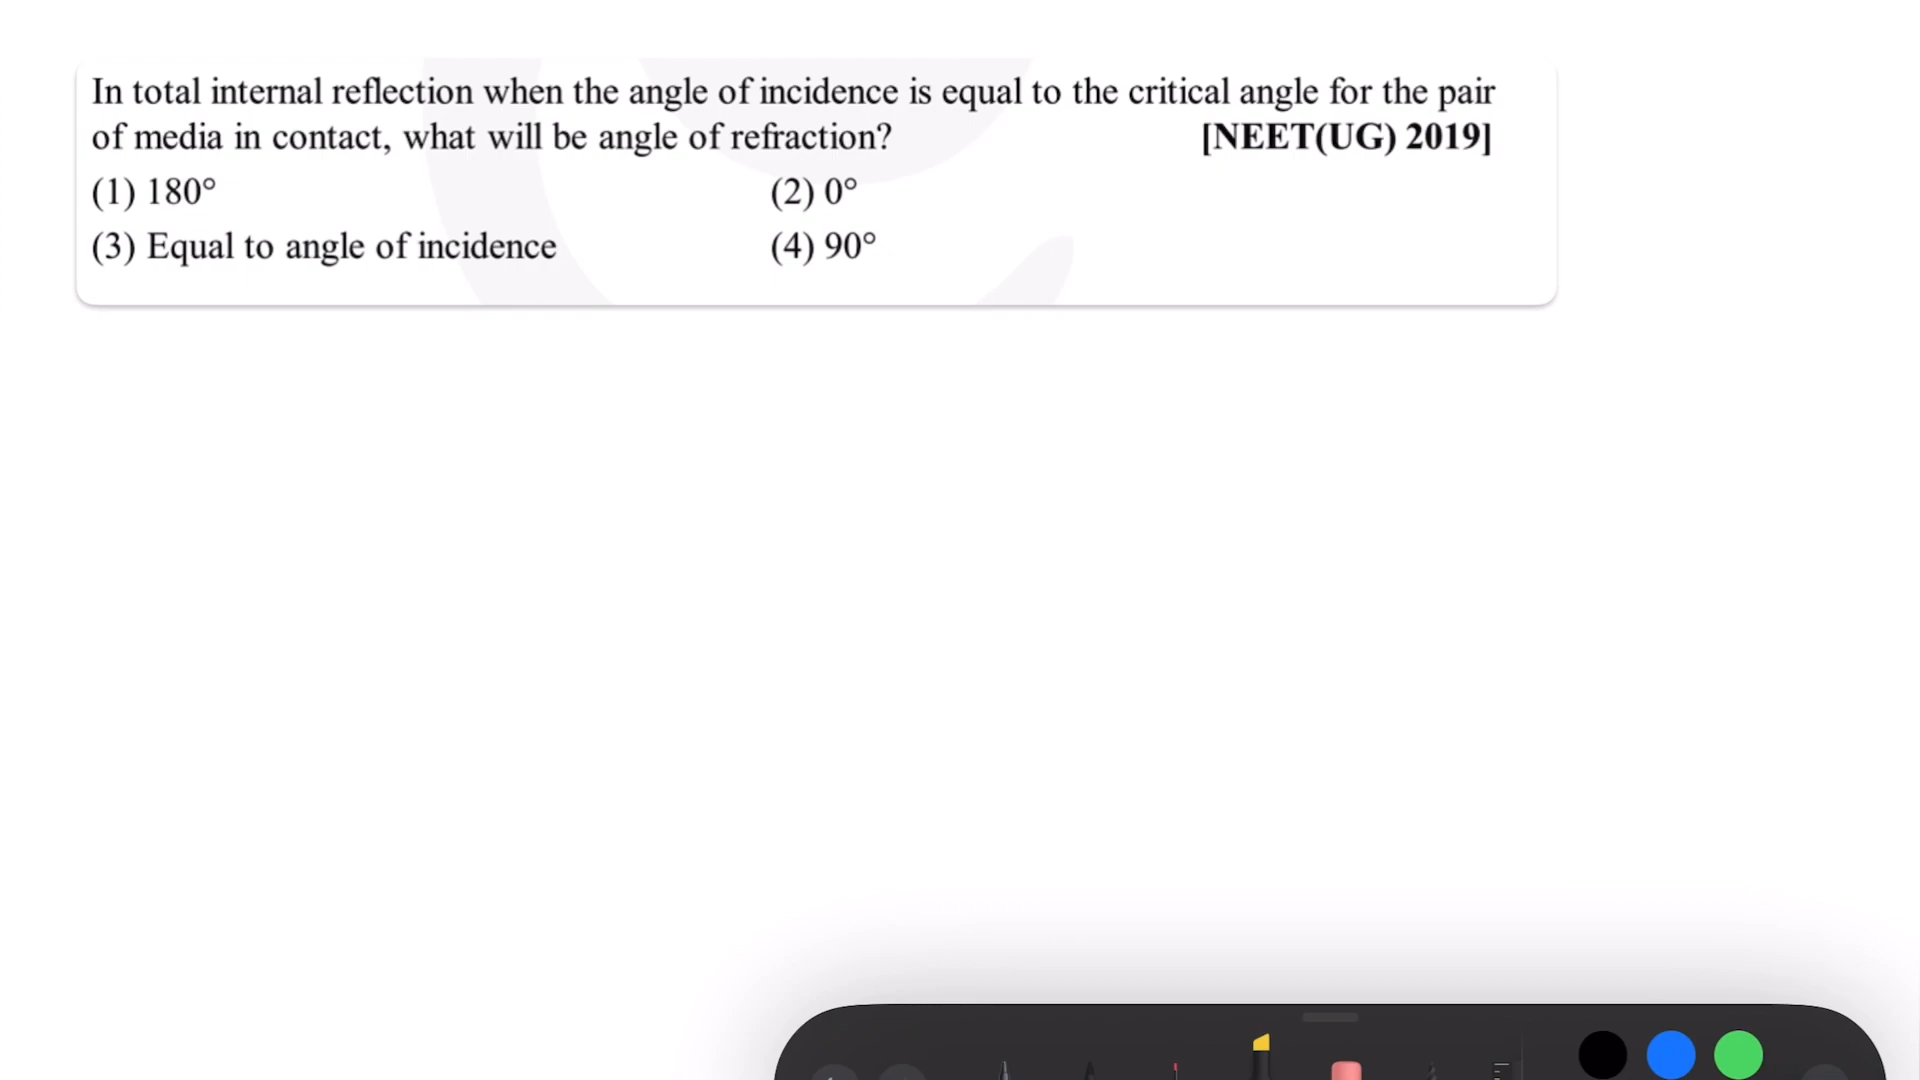 In total internal reflection when the angle of incidence is equal to the critical angle for the pair
of media in contact, what will be angle of refraction? [NEET(UG) 2019]
(1) 180° (2) 0°
(3) Equal to angle of incidence (4) 90°